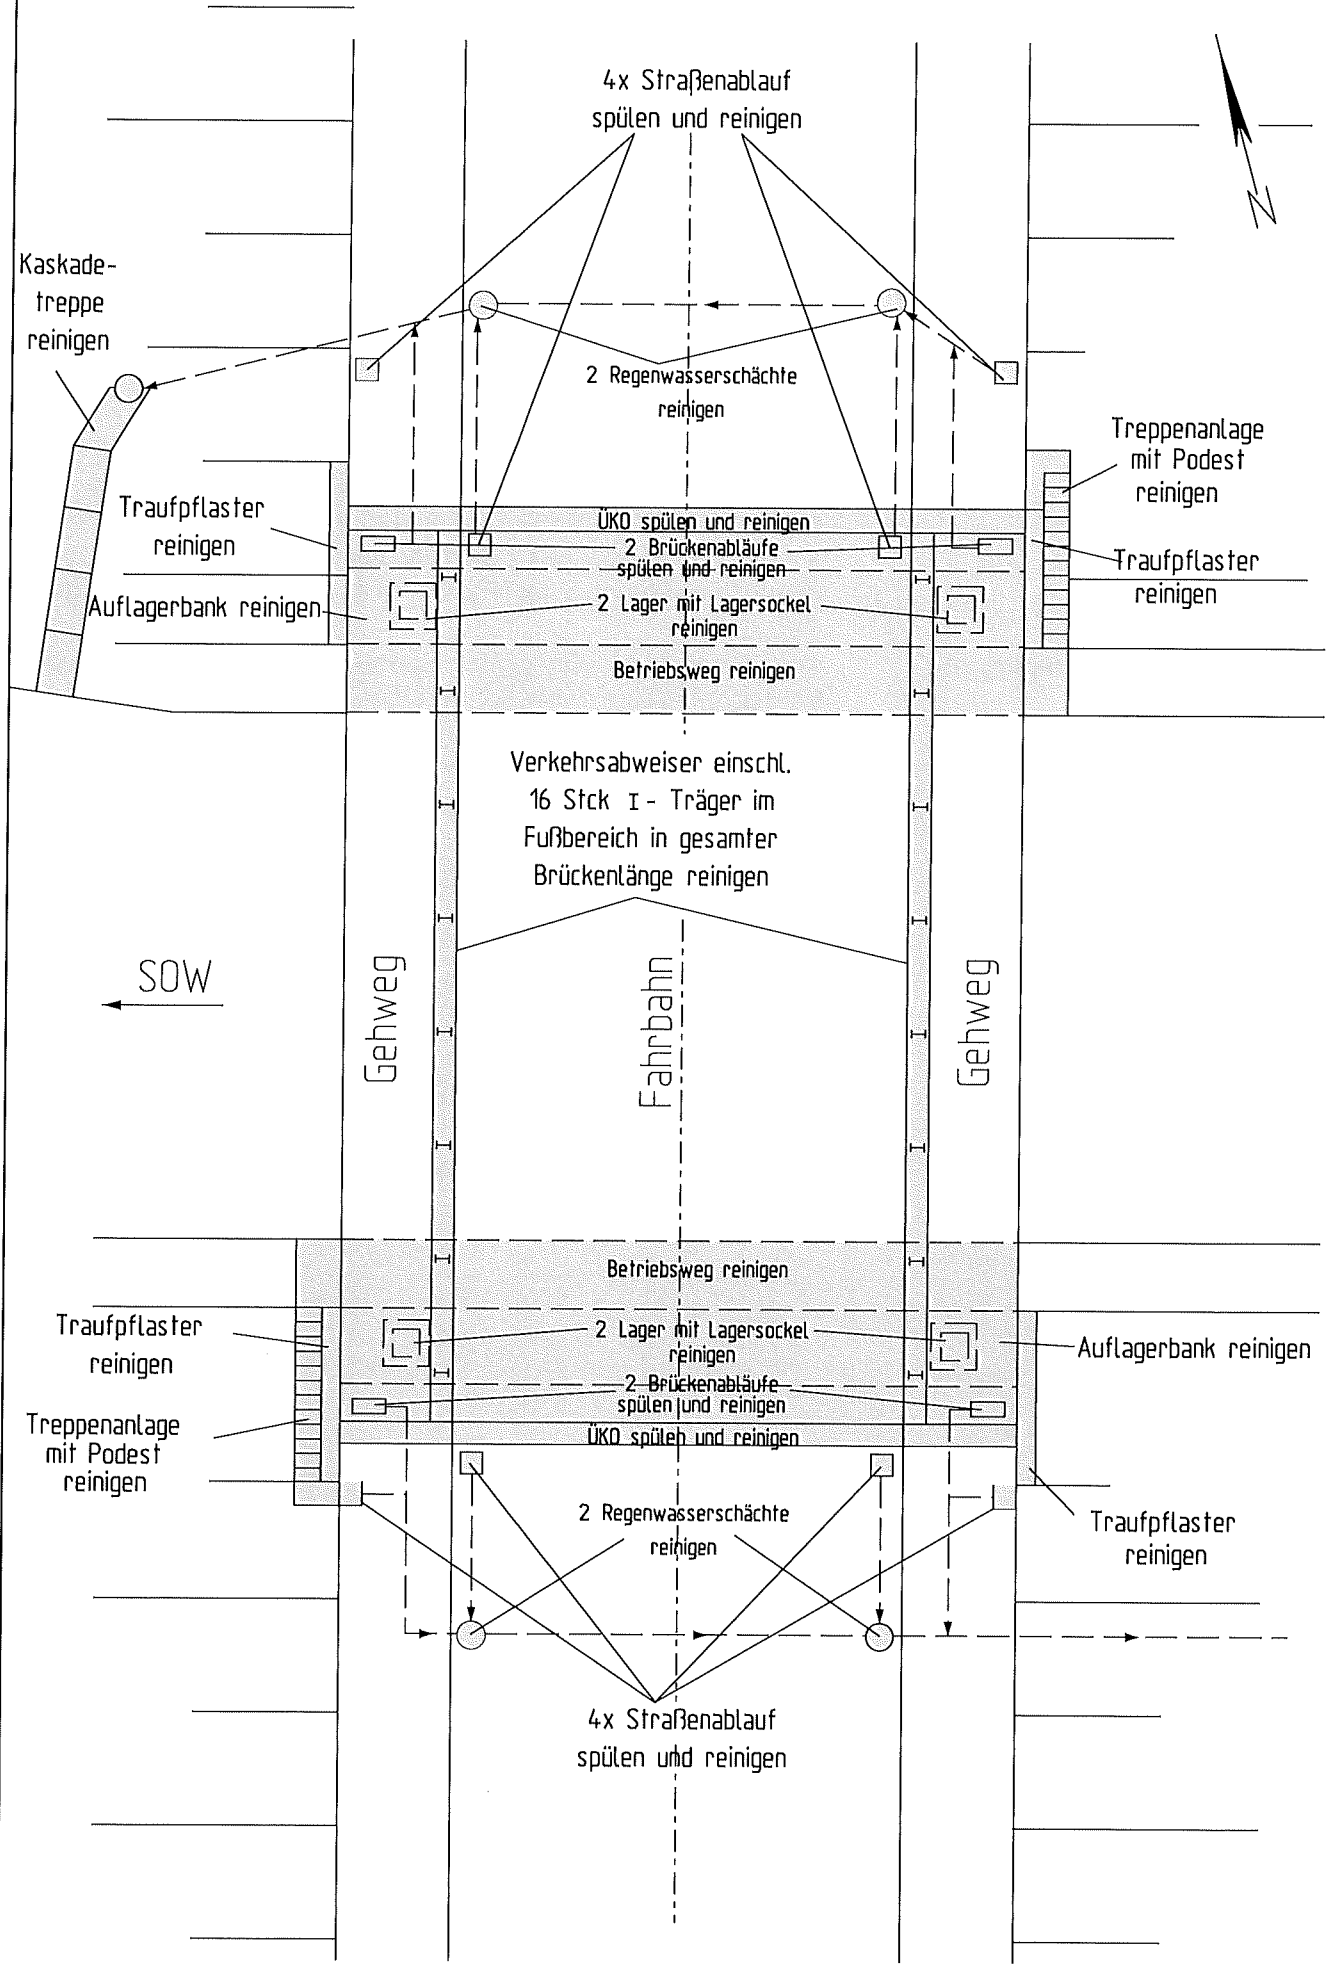 4x Straßenablauf
spülen und reinigen
N
Kaskade-
treppe
reinigen
2 Regenwasserschächte
reinigen
Treppenanlage
mit Podest
reinigen
Traufpflaster
reinigen
ÜKO spülen und reinigen
2 Brückenabläufe
spülen und reinigen
Traufpflaster
reinigen
Auflagerbank reinigen
2 Lager mit Lagersockel
reinigen
Betriebsweg reinigen
Verkehrsabweiser einschl.
16 Stck I - Träger im
Fußbereich in gesamter
Brückenlänge reinigen
SOW
Gehweg
Fahrbahn
Gehweg
Betriebsweg reinigen
Traufpflaster
reinigen
2 Lager mit Lagersockel
reinigen
Auflagerbank reinigen
2 Brückenabläufe
spülen und reinigen
Treppenanlage
mit Podest
reinigen
ÜKO spülen und reinigen
2 Regenwasserschächte
reinigen
Traufpflaster
reinigen
4x Straßenablauf
spülen und reinigen